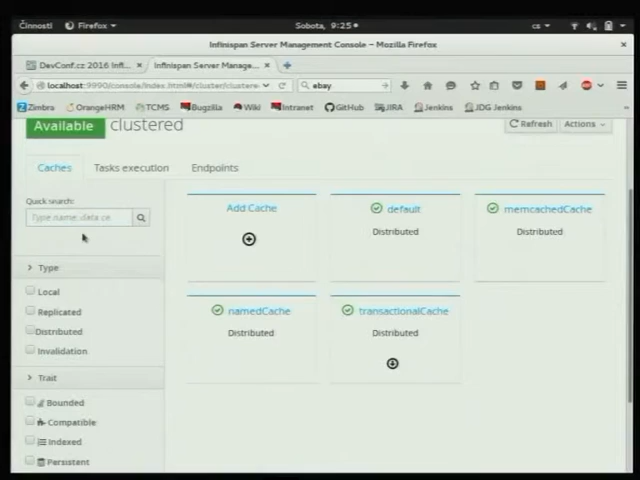 Činnosti Firefox Sobota, 9:25 cs
Infinispan Server Management Console - Mozilla Firefox
DevConf.cz 2016 Infi... Infinispan Server Manage...
localhost:9990/console/index.html#/cluster/clustere ebay
Zimbra OrangeHRM TCMS Bugzilla Wiki Intranet GitHub JIRA Jenkins JDG Jenkins
Available clustered Refresh Actions
Caches Tasks execution Endpoints
Quick search:
Type name, data ce
Type
Local
Replicated
Distributed
Invalidation
Trait
Bounded
Compatible
Indexed
Persistent
Add Cache
default
Distributed
memcachedCache
Distributed
namedCache
Distributed
transactionalCache
Distributed